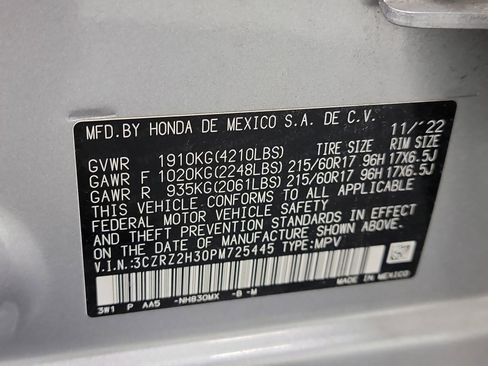 MFD.BY HONDA DE MEXICO S.A. DE C.V. 11/'22
TIRE SIZE RIM SIZE
GVWR 1910KG(4210LBS)
GAWR F 1020KG(2248LBS) 215/60R17 96H 17X6.5J
GAWR R 935KG(2061LBS) 215/60R17 96H 17X6.5J
THIS VEHICLE CONFORMS TO ALL APPLICABLE
FEDERAL MOTOR VEHICLE SAFETY
AND THEFT PREVENTION STANDARDS IN EFFECT
ON THE DATE OF MANUFACTURE SHOWN ABOVE.
V.I.N.:3CZRZ2H30PM725445 TYPE:MPV
3W1 P AA5 -NH830MX -B -M
MADE IN
MEXICO